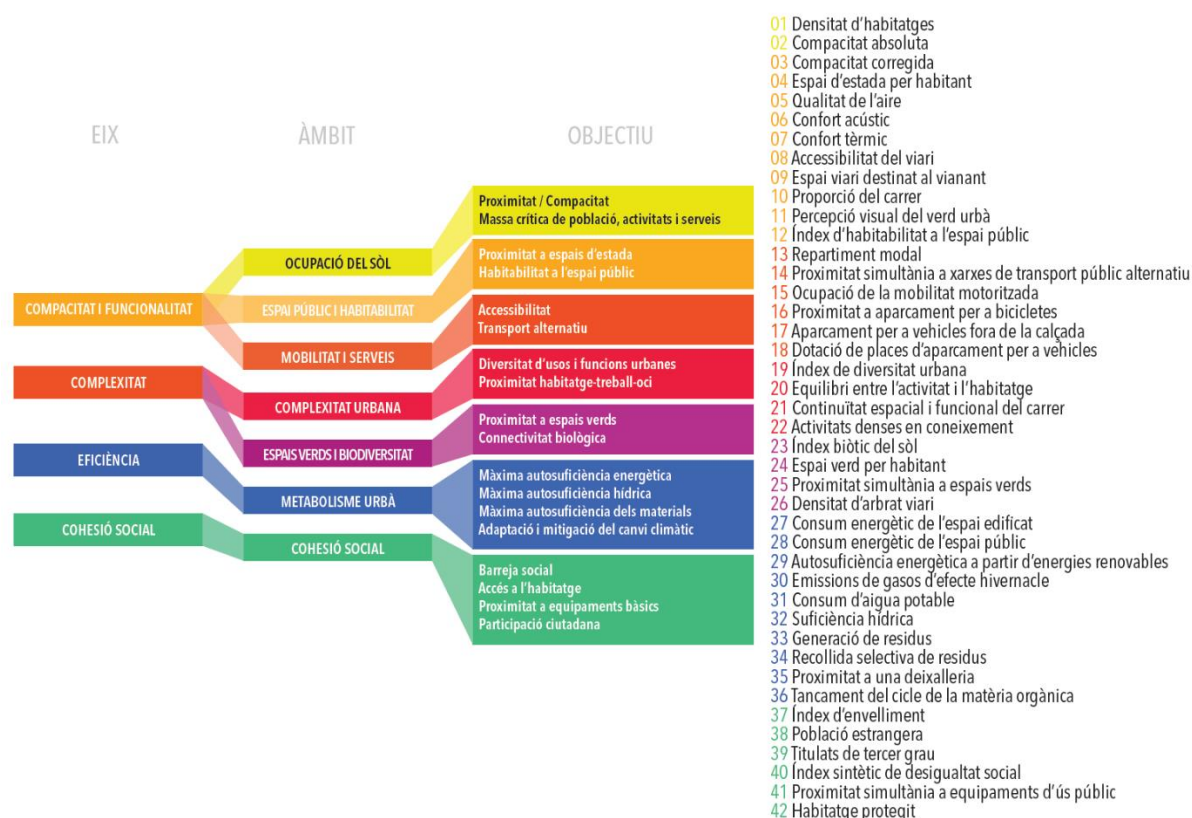 EIX
ÀMBIT
OBJECTIU
COMPACITAT I FUNCIONALITAT
COMPLEXITAT
EFICIÈNCIA
COHESIÓ SOCIAL
OCUPACIÓ DEL SÒL
ESPAI PÚBLIC I HABITABILITAT
MOBILITAT I SERVEIS
COMPLEXITAT URBANA
ESPAIS VERDS I BIODIVERSITAT
METABOLISME URBÀ
COHESIÓ SOCIAL
Proximitat / Compacitat
Massa crítica de població, activitats i serveis
Proximitat a espais d'estada
Habitabilitat a l'espai públic
Accessibilitat
Transport alternatiu
Diversitat d'usos i funcions urbanes
Proximitat habitatge-treball-oci
Proximitat a espais verds
Connectivitat biològica
Màxima autosuficiència energètica
Màxima autosuficiència hídrica
Màxima autosuficiència dels materials
Adaptació i mitigació del canvi climàtic
Barreja social
Accés a l'habitatge
Proximitat a equipaments bàsics
Participació ciutadana
01 Densitat d'habitatges
02 Compacitat absoluta
03 Compacitat corregida
04 Espai d'estada per habitant
05 Qualitat de l'aire
06 Confort acústic
07 Confort tèrmic
08 Accessibilitat del viari
09 Espai viari destinat al vianant
10 Proporció del carrer
11 Percepció visual del verd urbà
12 Índex d'habitabilitat a l'espai públic
13 Repartiment modal
14 Proximitat simultània a xarxes de transport públic alternatiu
15 Ocupació de la mobilitat motoritzada
16 Proximitat a aparcament per a bicicletes
17 Aparcament per a vehicles fora de la calçada
18 Dotació de places d'aparcament per a vehicles
19 Índex de diversitat urbana
20 Equilibri entre l'activitat i l'habitatge
21 Continuïtat espacial i funcional del carrer
22 Activitats denses en coneixement
23 Índex biòtic del sòl
24 Espai verd per habitant
25 Proximitat simultània a espais verds
26 Densitat d'arbrat viari
27 Consum energètic de l'espai edificat
28 Consum energètic de l'espai públic
29 Autosuficiència energètica a partir d'energies renovables
30 Emissions de gasos d'efecte hivernacle
31 Consum d'aigua potable
32 Suficiència hídrica
33 Generació de residus
34 Recollida selectiva de residus
35 Proximitat a una deixalleria
36 Tancament del cicle de la matèria orgànica
37 Índex d'envelliment
38 Població estrangera
39 Titulats de tercer grau
40 Índex sintètic de desigualtat social
41 Proximitat simultània a equipaments d'ús públic
42 Habitatge protegit